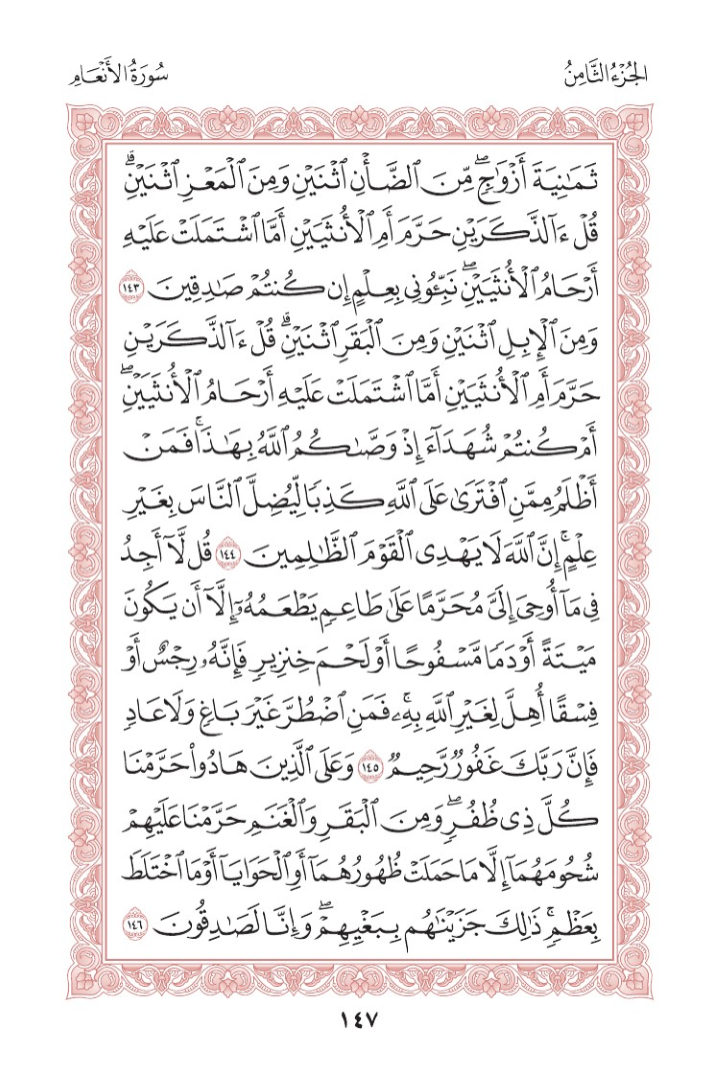 الجُزْءُ الثَّامِنُ
سُورَةُ الأَنْعَامِ
ثَمَٰنِيَةَ أَزْوَٰجٖۖ مِّنَ ٱلضَّأۡنِ ٱثۡنَيۡنِ وَمِنَ ٱلۡمَعۡزِ ٱثۡنَيۡنِۗ
قُلۡ ءَآلذَّكَرَيۡنِ حَرَّمَ أَمِ ٱلۡأُنثَيَيۡنِ أَمَّا ٱشۡتَمَلَتۡ عَلَيۡهِ
أَرۡحَامُ ٱلۡأُنثَيَيۡنِۖ نَبِّـُٔونِي بِعِلۡمٍ إِن كُنتُمۡ صَٰدِقِينَ ١٤٣
وَمِنَ ٱلۡإِبِلِ ٱثۡنَيۡنِ وَمِنَ ٱلۡبَقَرِ ٱثۡنَيۡنِۗ قُلۡ ءَآلذَّكَرَيۡنِ
حَرَّمَ أَمِ ٱلۡأُنثَيَيۡنِ أَمَّا ٱشۡتَمَلَتۡ عَلَيۡهِ أَرۡحَامُ ٱلۡأُنثَيَيۡنِۖ
أَمۡ كُنتُمۡ شُهَدَآءَ إِذۡ وَصَّىٰكُمُ ٱللَّهُ بِهَٰذَاۚ فَمَنۡ
أَظۡلَمُ مِمَّنِ ٱفۡتَرَىٰ عَلَى ٱللَّهِ كَذِبٗا لِّيُضِلَّ ٱلنَّاسَ بِغَيۡرِ
عِلۡمٍۚ إِنَّ ٱللَّهَ لَا يَهۡدِي ٱلۡقَوۡمَ ٱلظَّٰلِمِينَ ١٤٤ قُل لَّآ أَجِدُ
فِي مَآ أُوحِيَ إِلَيَّ مُحَرَّمًا عَلَىٰ طَاعِمٖ يَطۡعَمُهُۥٓ إِلَّآ أَن يَكُونَ
مَيۡتَةً أَوۡ دَمٗا مَّسۡفُوحًا أَوۡ لَحۡمَ خِنزِيرٖ فَإِنَّهُۥ رِجۡسٌ أَوۡ
فِسۡقًا أُهِلَّ لِغَيۡرِ ٱللَّهِ بِهِۦۚ فَمَنِ ٱضۡطُرَّ غَيۡرَ بَاغٖ وَلَا عَادٖ
فَإِنَّ رَبَّكَ غَفُورٞ رَّحِيمٞ ١٤٥ وَعَلَى ٱلَّذِينَ هَادُواْ حَرَّمۡنَا
كُلَّ ذِي ظُفُرٖۖ وَمِنَ ٱلۡبَقَرِ وَٱلۡغَنَمِ حَرَّمۡنَا عَلَيۡهِمۡ
شُحُومَهُمَآ إِلَّا مَا حَمَلَتۡ ظُهُورُهُمَآ أَوِ ٱلۡحَوَايَآ أَوۡ مَا ٱخۡتَلَطَ
بِعَظۡمٖۚ ذَٰلِكَ جَزَيۡنَٰهُم بِبَغۡيِهِمۡۖ وَإِنَّا لَصَٰدِقُونَ ١٤٦
١٤٧